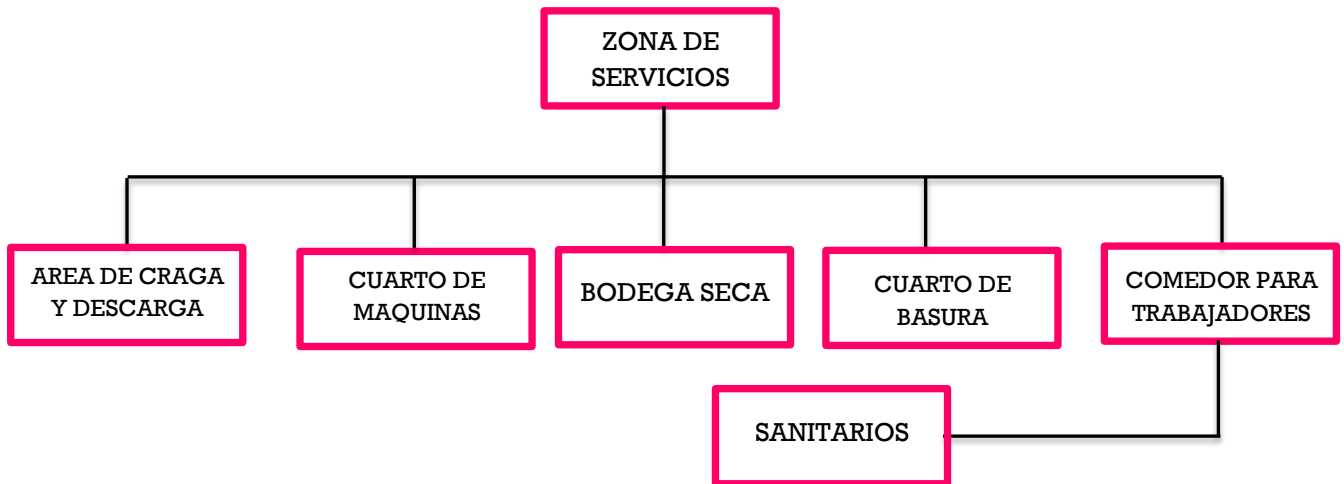 ZONA DE
SERVICIOS
AREA DE CRAGA
Y DESCARGA
CUARTO DE
MAQUINAS
BODEGA SECA
CUARTO DE
BASURA
COMEDOR PARA
TRABAJADORES
SANITARIOS